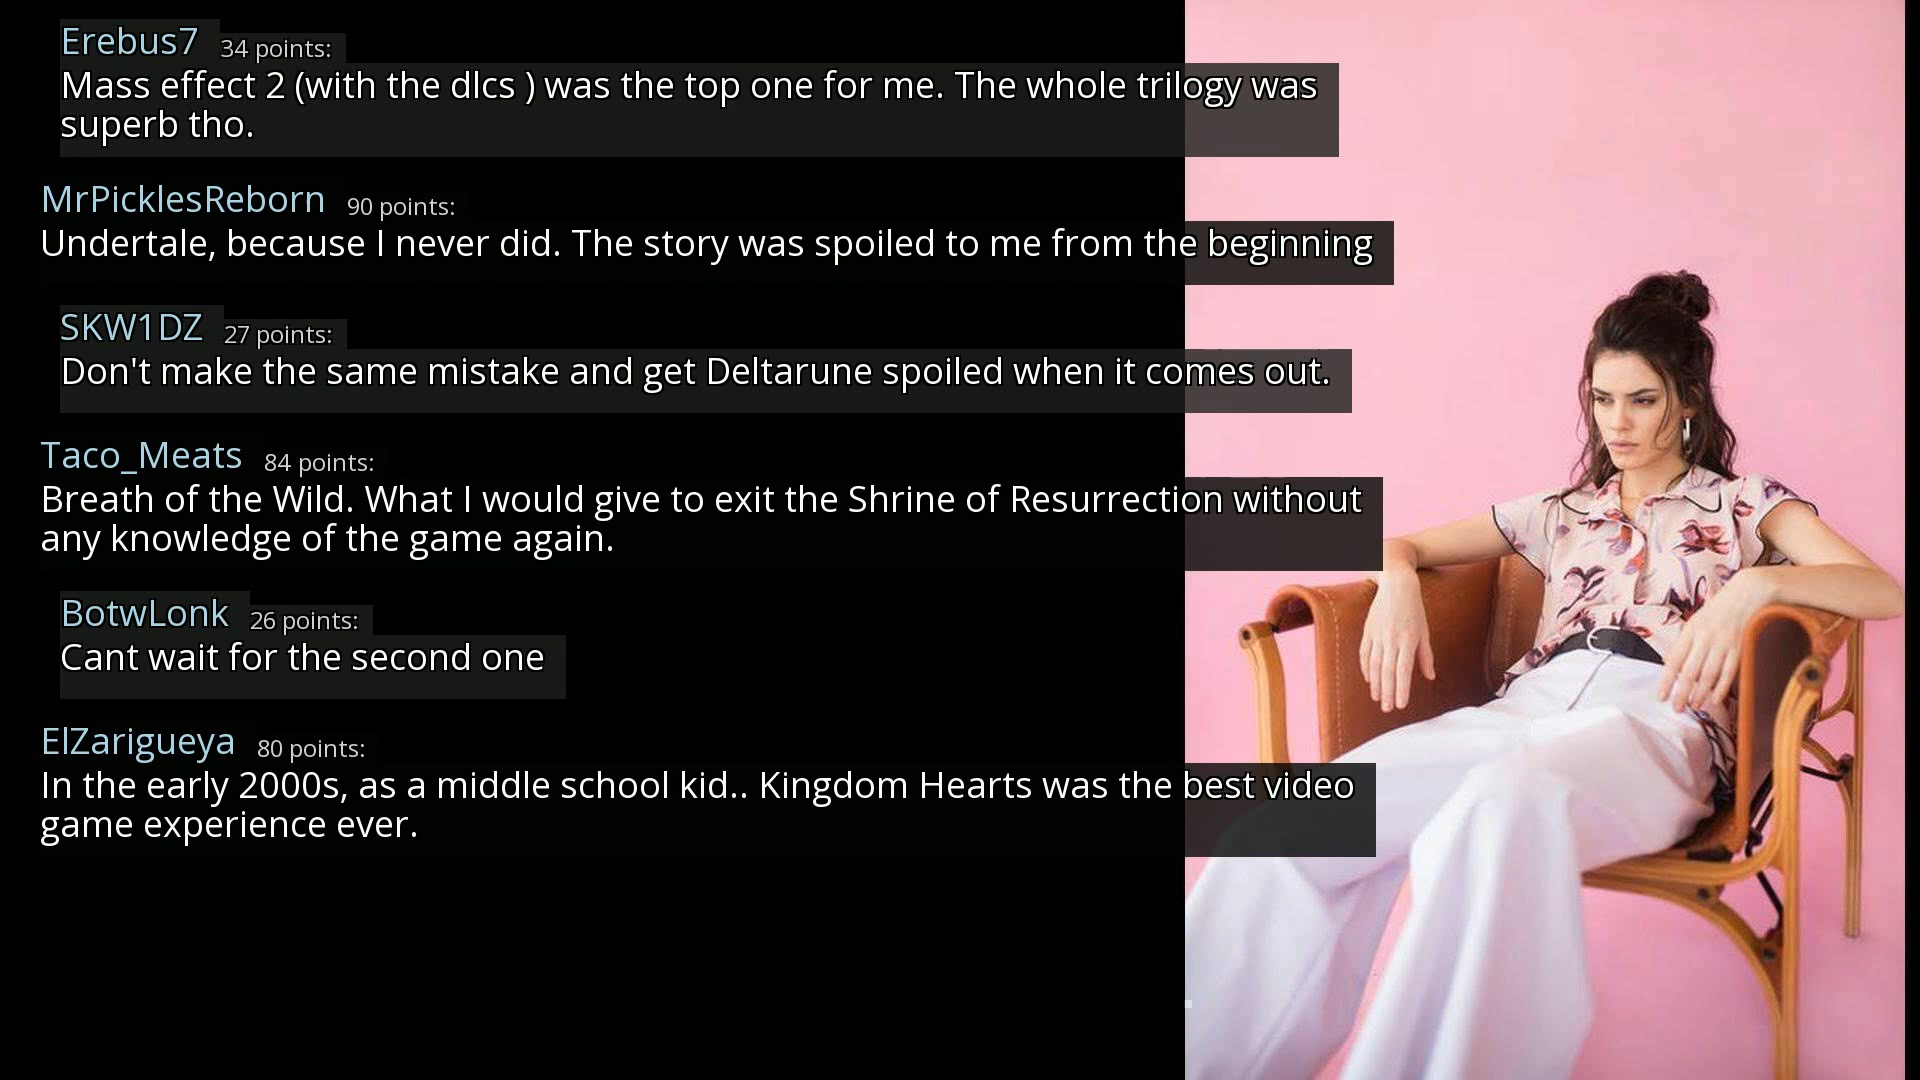 Erebus7 34 points:
Mass effect 2 (with the dlcs ) was the top one for me. The whole trilogy was
superb tho.
MrPicklesReborn 90 points:
Undertale, because I never did. The story was spoiled to me from the beginning
SKW1DZ 27 points:
Don't make the same mistake and get Deltarune spoiled when it comes out.
Taco_Meats 84 points:
Breath of the Wild. What I would give to exit the Shrine of Resurrection without
any knowledge of the game again.
BotwLonk 26 points:
Cant wait for the second one
ElZarigueya 80 points:
In the early 2000s, as a middle school kid.. Kingdom Hearts was the best video
game experience ever.